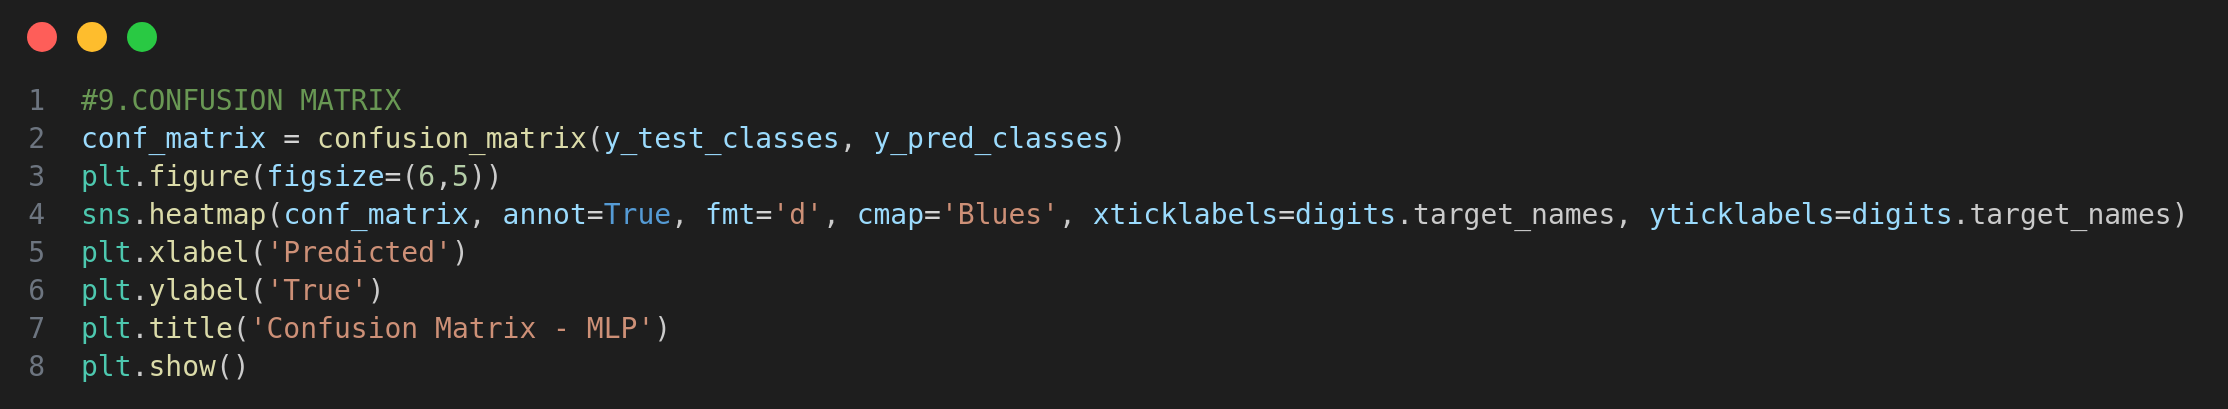 1 #9.CONFUSION MATRIX
2 conf_matrix = confusion_matrix(y_test_classes, y_pred_classes)
3 plt.figure(figsize=(6,5))
4 sns.heatmap(conf_matrix, annot=True, fmt='d', cmap='Blues', xticklabels=digits.target_names, yticklabels=digits.target_names)
5 plt.xlabel('Predicted')
6 plt.ylabel('True')
7 plt.title('Confusion Matrix - MLP')
8 plt.show()